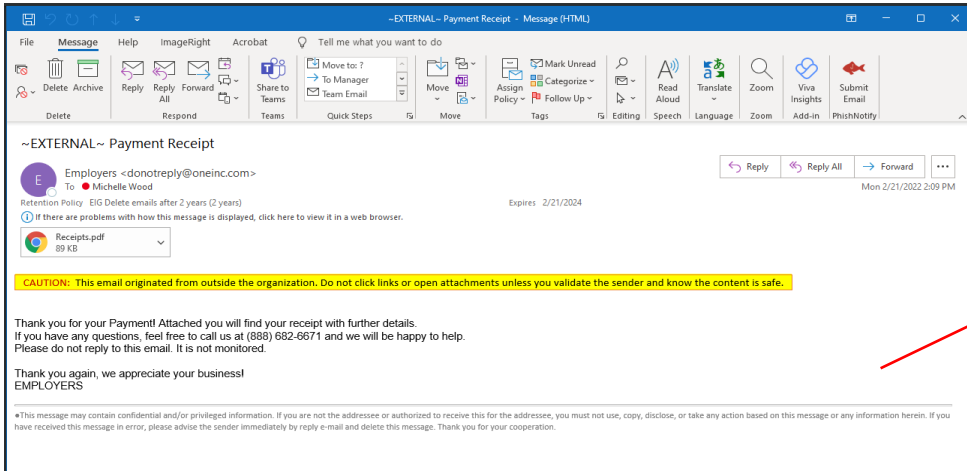 ~EXTERNAL~ Payment Receipt - Message (HTML)
File Message Help ImageRight Acrobat Tell me what you want to do
Delete Archive
Reply Reply All Forward
Share to Teams
Move to: ?
To Manager
Team Email
Move
Assign Policy
Mark Unread
Categorize
Follow Up
Editing
Read Aloud
Translate
Zoom
Viva Insights
Submit Email
Delete Respond Teams Quick Steps Move Tags Editing Speech Language Zoom Add-in PhishNotify
~EXTERNAL~ Payment Receipt
E
Employers <donotreply@oneinc.com>
To Michelle Wood
Reply Reply All Forward ...
Mon 2/21/2022 2:09 PM
Retention Policy EIG Delete emails after 2 years (2 years) Expires 2/21/2024
If there are problems with how this message is displayed, click here to view it in a web browser.
Receipts.pdf
89 KB
CAUTION: This email originated from outside the organization. Do not click links or open attachments unless you validate the sender and know the content is safe.
Thank you for your Payment! Attached you will find your receipt with further details.
If you have any questions, feel free to call us at (888) 682-6671 and we will be happy to help.
Please do not reply to this email. It is not monitored.
Thank you again, we appreciate your business!
EMPLOYERS
●This message may contain confidential and/or privileged information. If you are not the addressee or authorized to receive this for the addressee, you must not use, copy, disclose, or take any action based on this message or any information herein. If you
have received this message in error, please advise the sender immediately by reply e-mail and delete this message. Thank you for your cooperation.